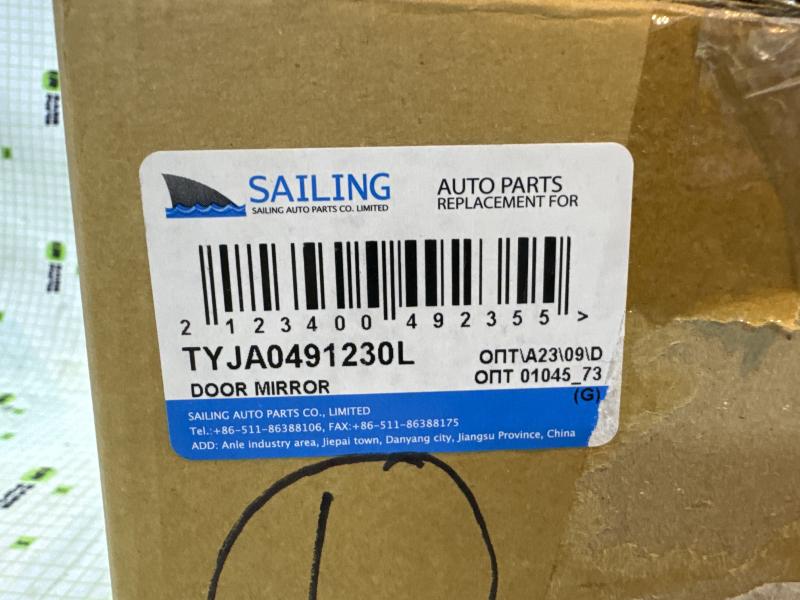 SAILING
SAILING AUTO PARTS CO. LIMITED
AUTO PARTS
REPLACEMENT FOR
2 123400 492355 >
TYJA0491230L
DOOR MIRROR
ОПТ\A23\09\D
ОПТ 01045_73
(G)
SAILING AUTO PARTS CO., LIMITED
Tel.:+86-511-86388106, FAX:+86-511-86388175
ADD: Anle industry area, Jiepai town, Danyang city, Jiangsu Province, China